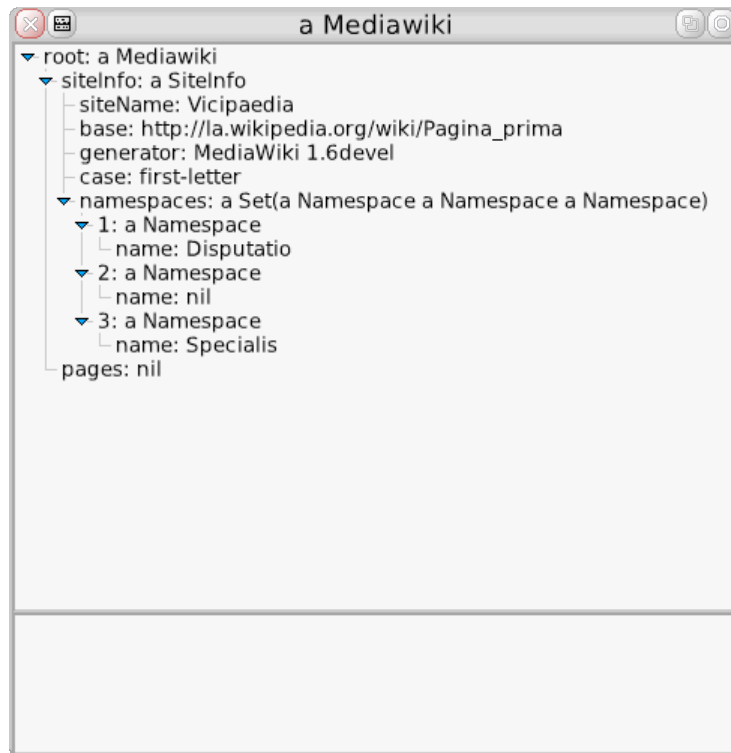 a Mediawiki
root: a Mediawiki
siteInfo: a SiteInfo
siteName: Vicipaedia
base: http://la.wikipedia.org/wiki/Pagina_prima
generator: MediaWiki 1.6devel
case: first-letter
namespaces: a Set(a Namespace a Namespace a Namespace)
1: a Namespace
name: Disputatio
2: a Namespace
name: nil
3: a Namespace
name: Specialis
pages: nil